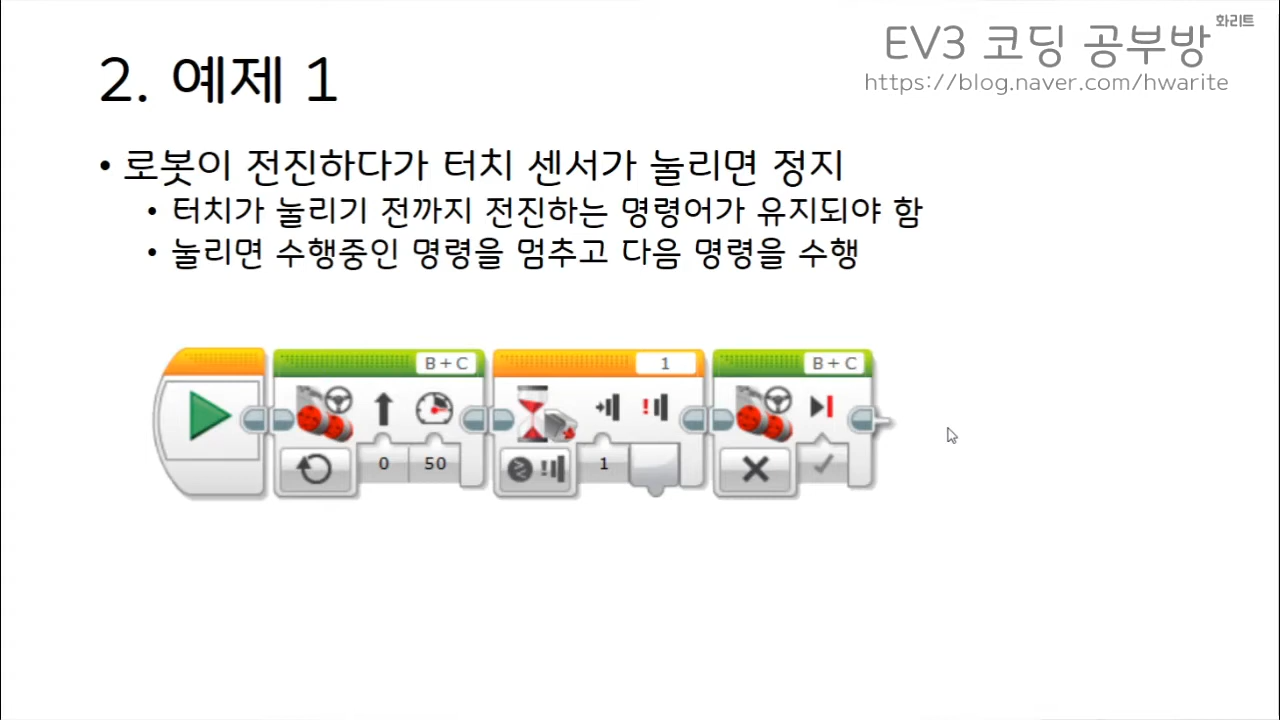 화리트
EV3 코딩 공부방
https://blog.naver.com/hwarite
2. 예제 1
• 로봇이 전진하다가 터치 센서가 눌리면 정지
• 터치가 눌리기 전까지 전진하는 명령어가 유지되야 함
• 눌리면 수행중인 명령을 멈추고 다음 명령을 수행
B + C
1
B + C
0
50
1